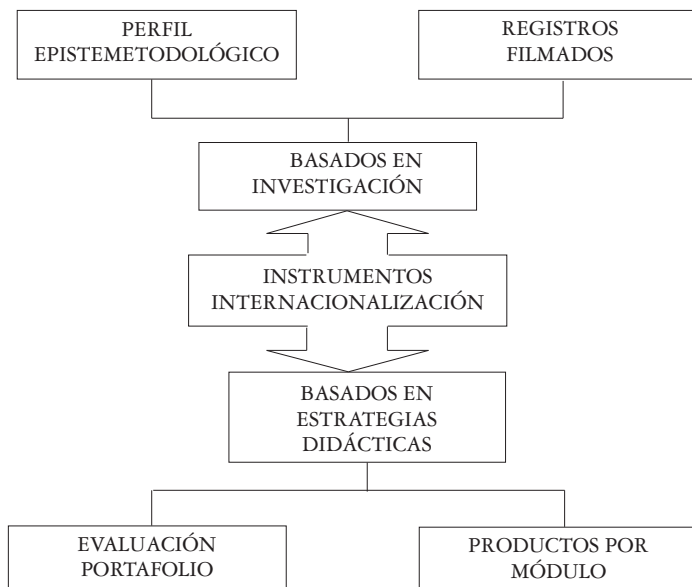 PERFIL
EPISTEMETODOLÓGICO
REGISTROS
FILMADOS
BASADOS EN
INVESTIGACIÓN
INSTRUMENTOS
INTERNACIONALIZACIÓN
BASADOS EN
ESTRATEGIAS
DIDÁCTICAS
EVALUACIÓN
PORTAFOLIO
PRODUCTOS POR
MÓDULO